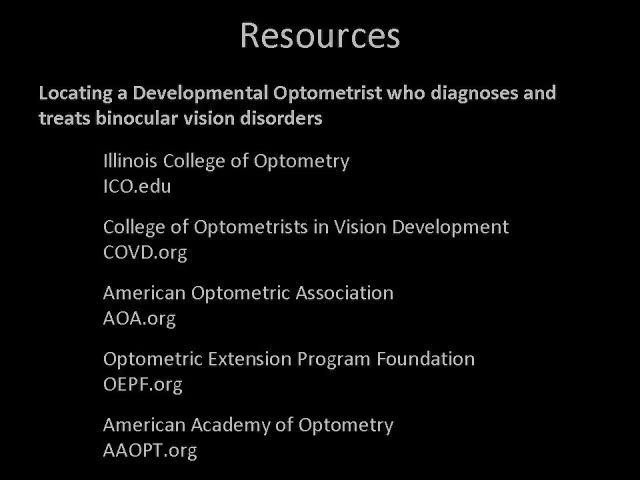 Resources
Locating a Developmental Optometrist who diagnoses and
treats binocular vision disorders
Illinois College of Optometry
ICO.edu
College of Optometrists in Vision Development
COVD.org
American Optometric Association
AOA.org
Optometric Extension Program Foundation
OEPF.org
American Academy of Optometry
AAOPT.org